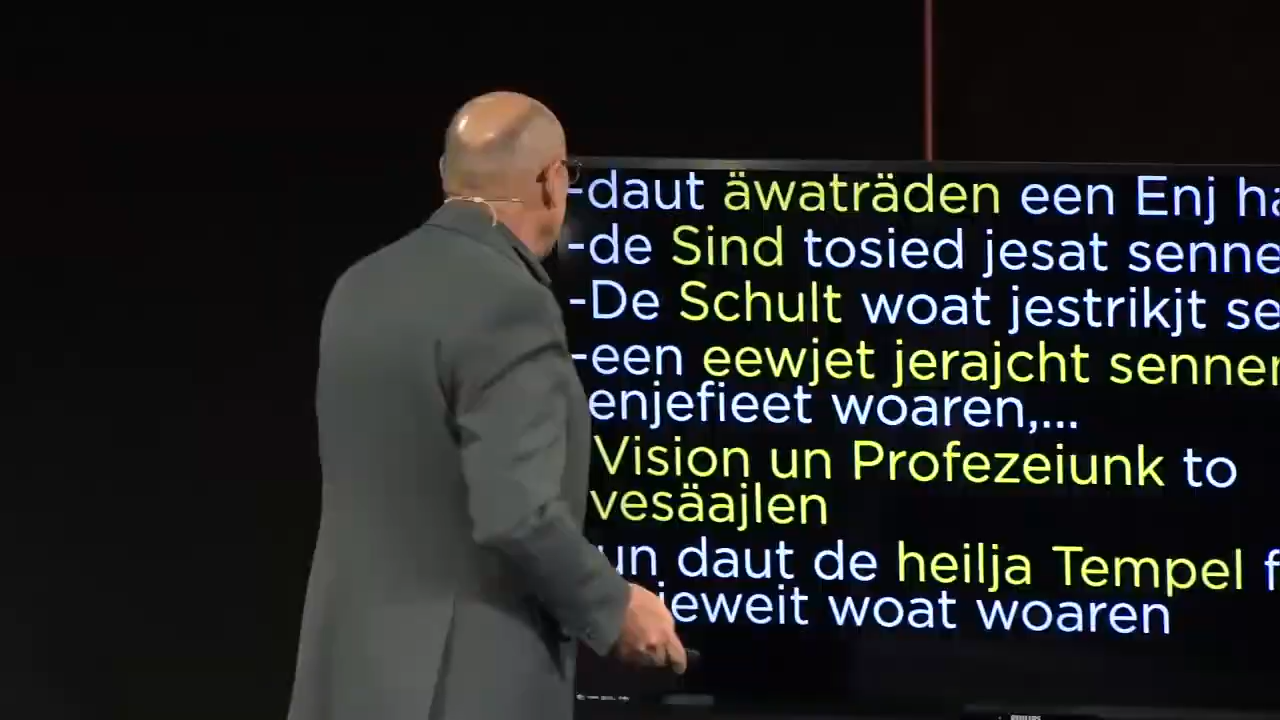 -daut äwaträden een Enj
-de Sind tosied jesat
-De Schult woat jestrikjt
-een eewjet jerajcht
enjefieet woaren,...
Vision un Profezeiunk to
vesäajlen
un daut de heilja Tempel
woat woaren